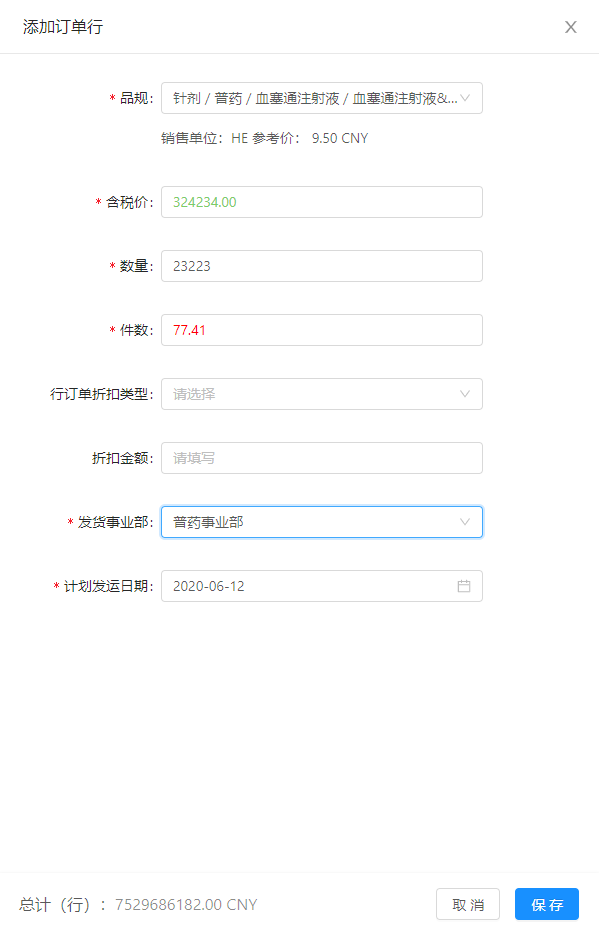 添加订单行
* 品规: 针剂 / 普药 / 血塞通注射液 / 血塞通注射液&...
销售单位: HE 参考价: 9.50 CNY
* 含税价: 324234.00
* 数量: 23223
* 件数: 77.41
行订单折扣类型: 请选择
折扣金额: 请填写
* 发货事业部: 普药事业部
* 计划发运日期: 2020-06-12
总计（行）: 7529686182.00 CNY 取 消 保 存